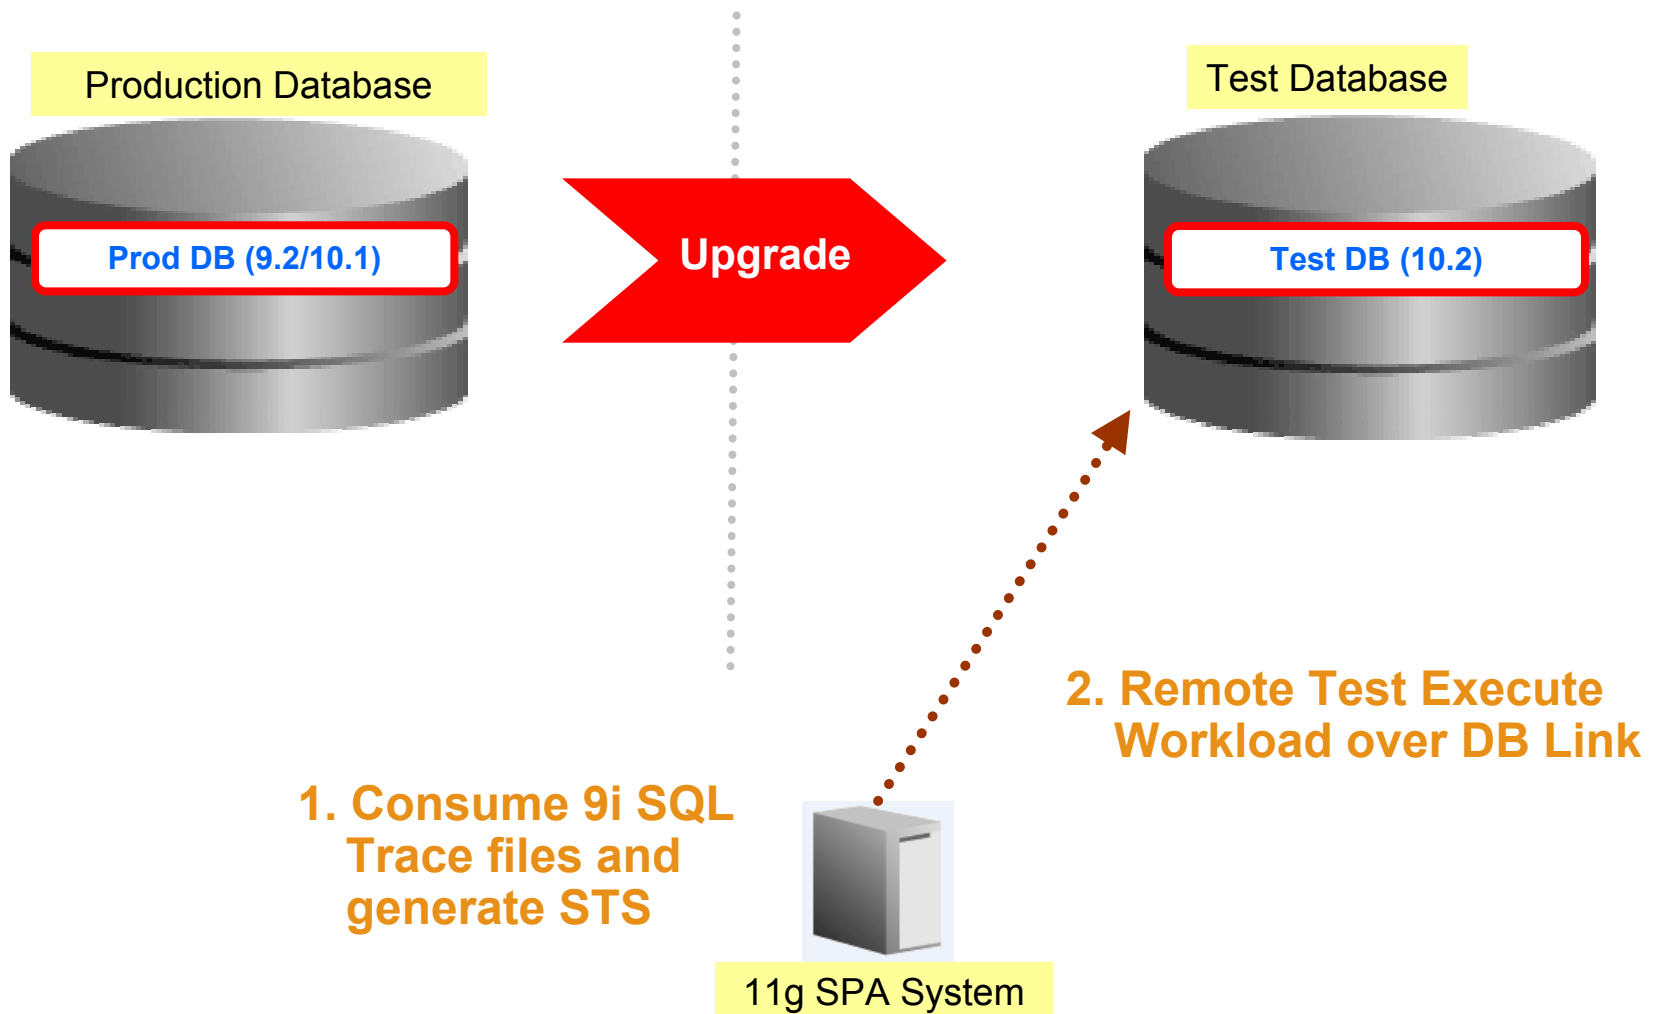 Production Database
Test Database
Prod DB (9.2/10.1)
Upgrade
Test DB (10.2)
2. Remote Test Execute
Workload over DB Link
1. Consume 9i SQL
Trace files and
generate STS
11g SPA System